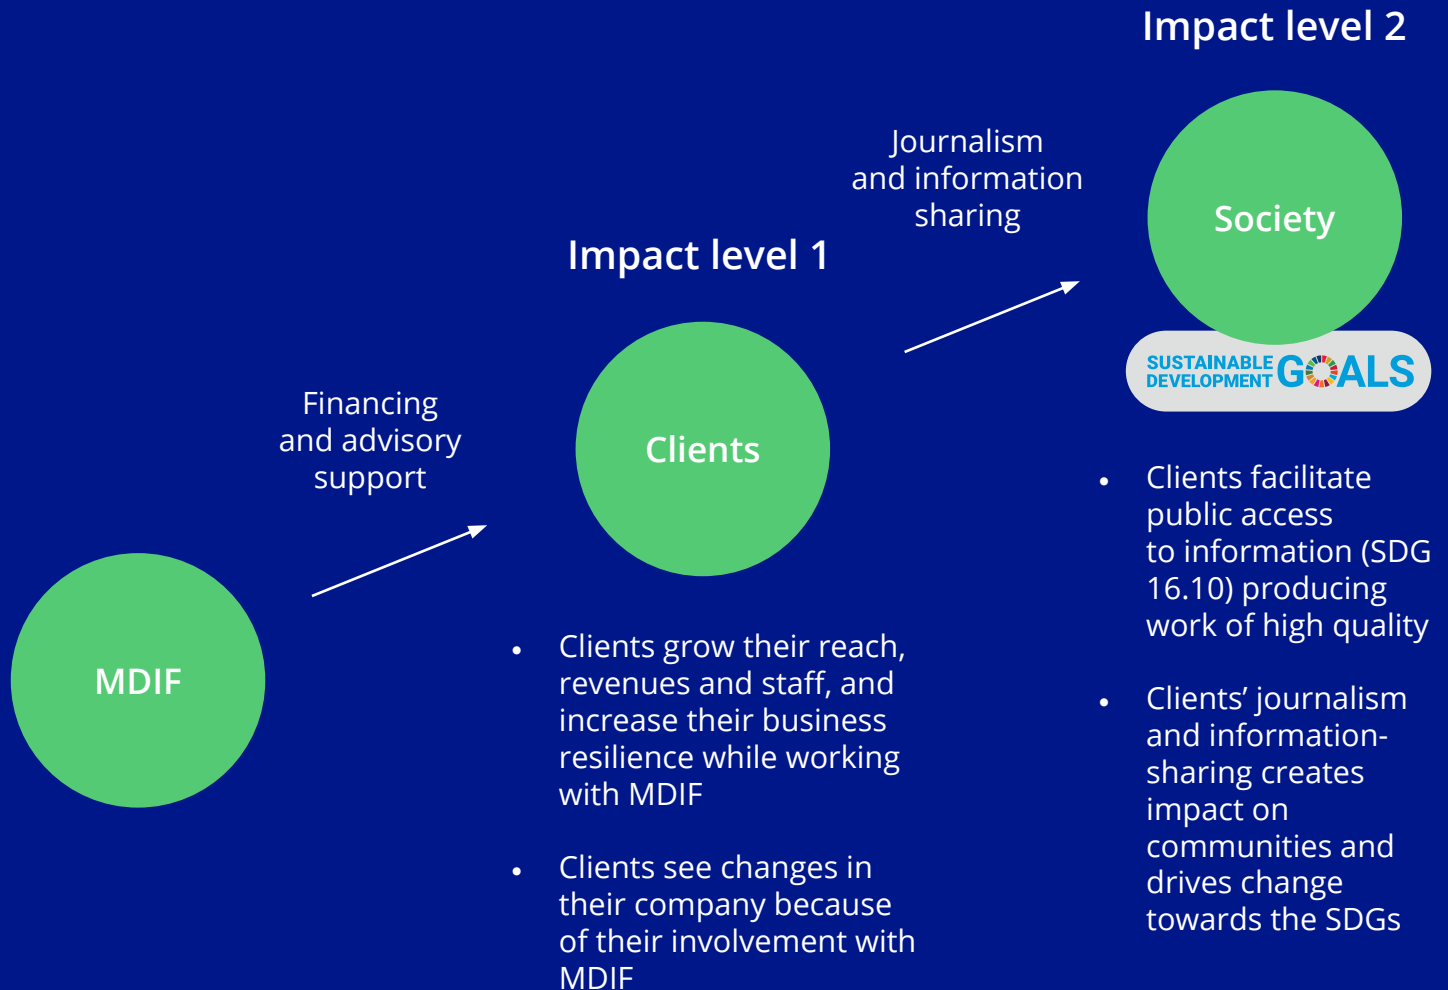 Impact level 2
Journalism
and information
sharing
Society
SUSTAINABLE
DEVELOPMENT
GOALS
Impact level 1
Financing
and advisory
support
Clients
MDIF
• Clients grow their reach,
revenues and staff, and
increase their business
resilience while working
with MDIF
• Clients see changes in
their company because
of their involvement with
MDIF
• Clients facilitate
public access
to information (SDG
16.10) producing
work of high quality
• Clients’ journalism
and information-
sharing creates
impact on
communities and
drives change
towards the SDGs